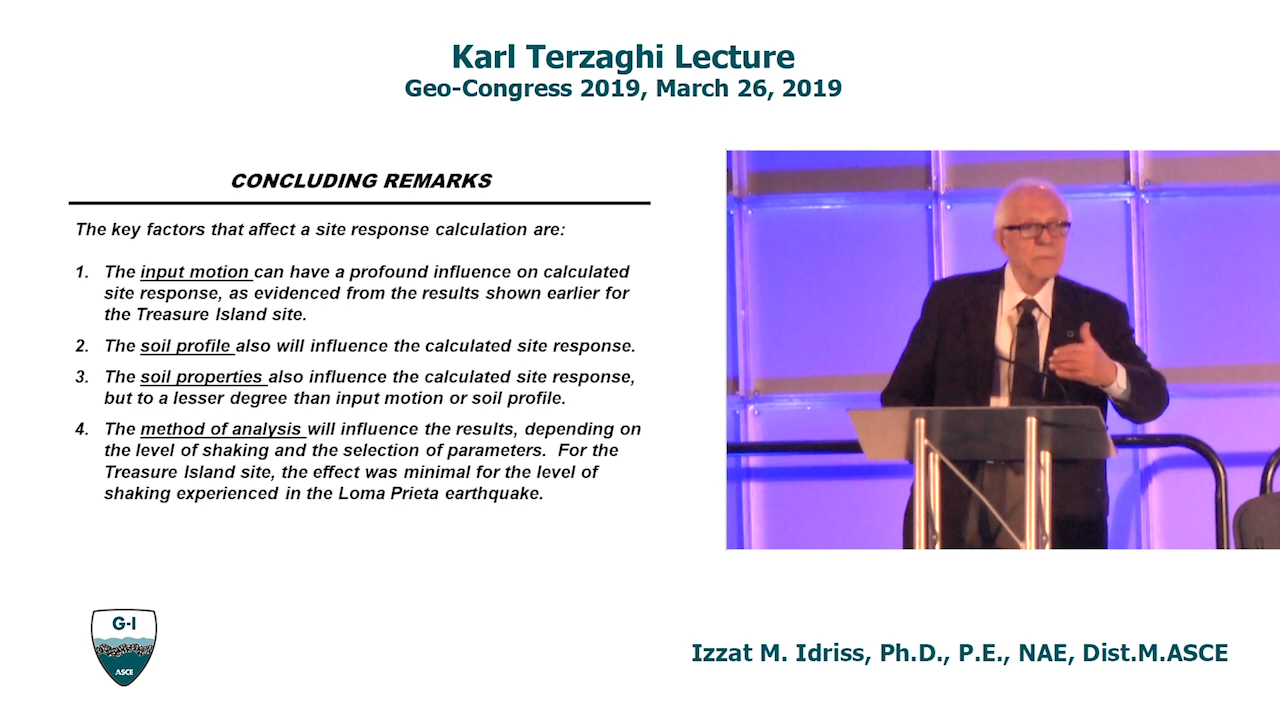 Karl Terzaghi Lecture
Geo-Congress 2019, March 26, 2019
CONCLUDING REMARKS
The key factors that affect a site response calculation are:
1. The input motion can have a profound influence on calculated
site response, as evidenced from the results shown earlier for
the Treasure Island site.
2. The soil profile also will influence the calculated site response.
3. The soil properties also influence the calculated site response,
but to a lesser degree than input motion or soil profile.
4. The method of analysis will influence the results, depending on
the level of shaking and the selection of parameters. For the
Treasure Island site, the effect was minimal for the level of
shaking experienced in the Loma Prieta earthquake.
G-I
ASCE
Izzat M. Idriss, Ph.D., P.E., NAE, Dist.M.ASCE